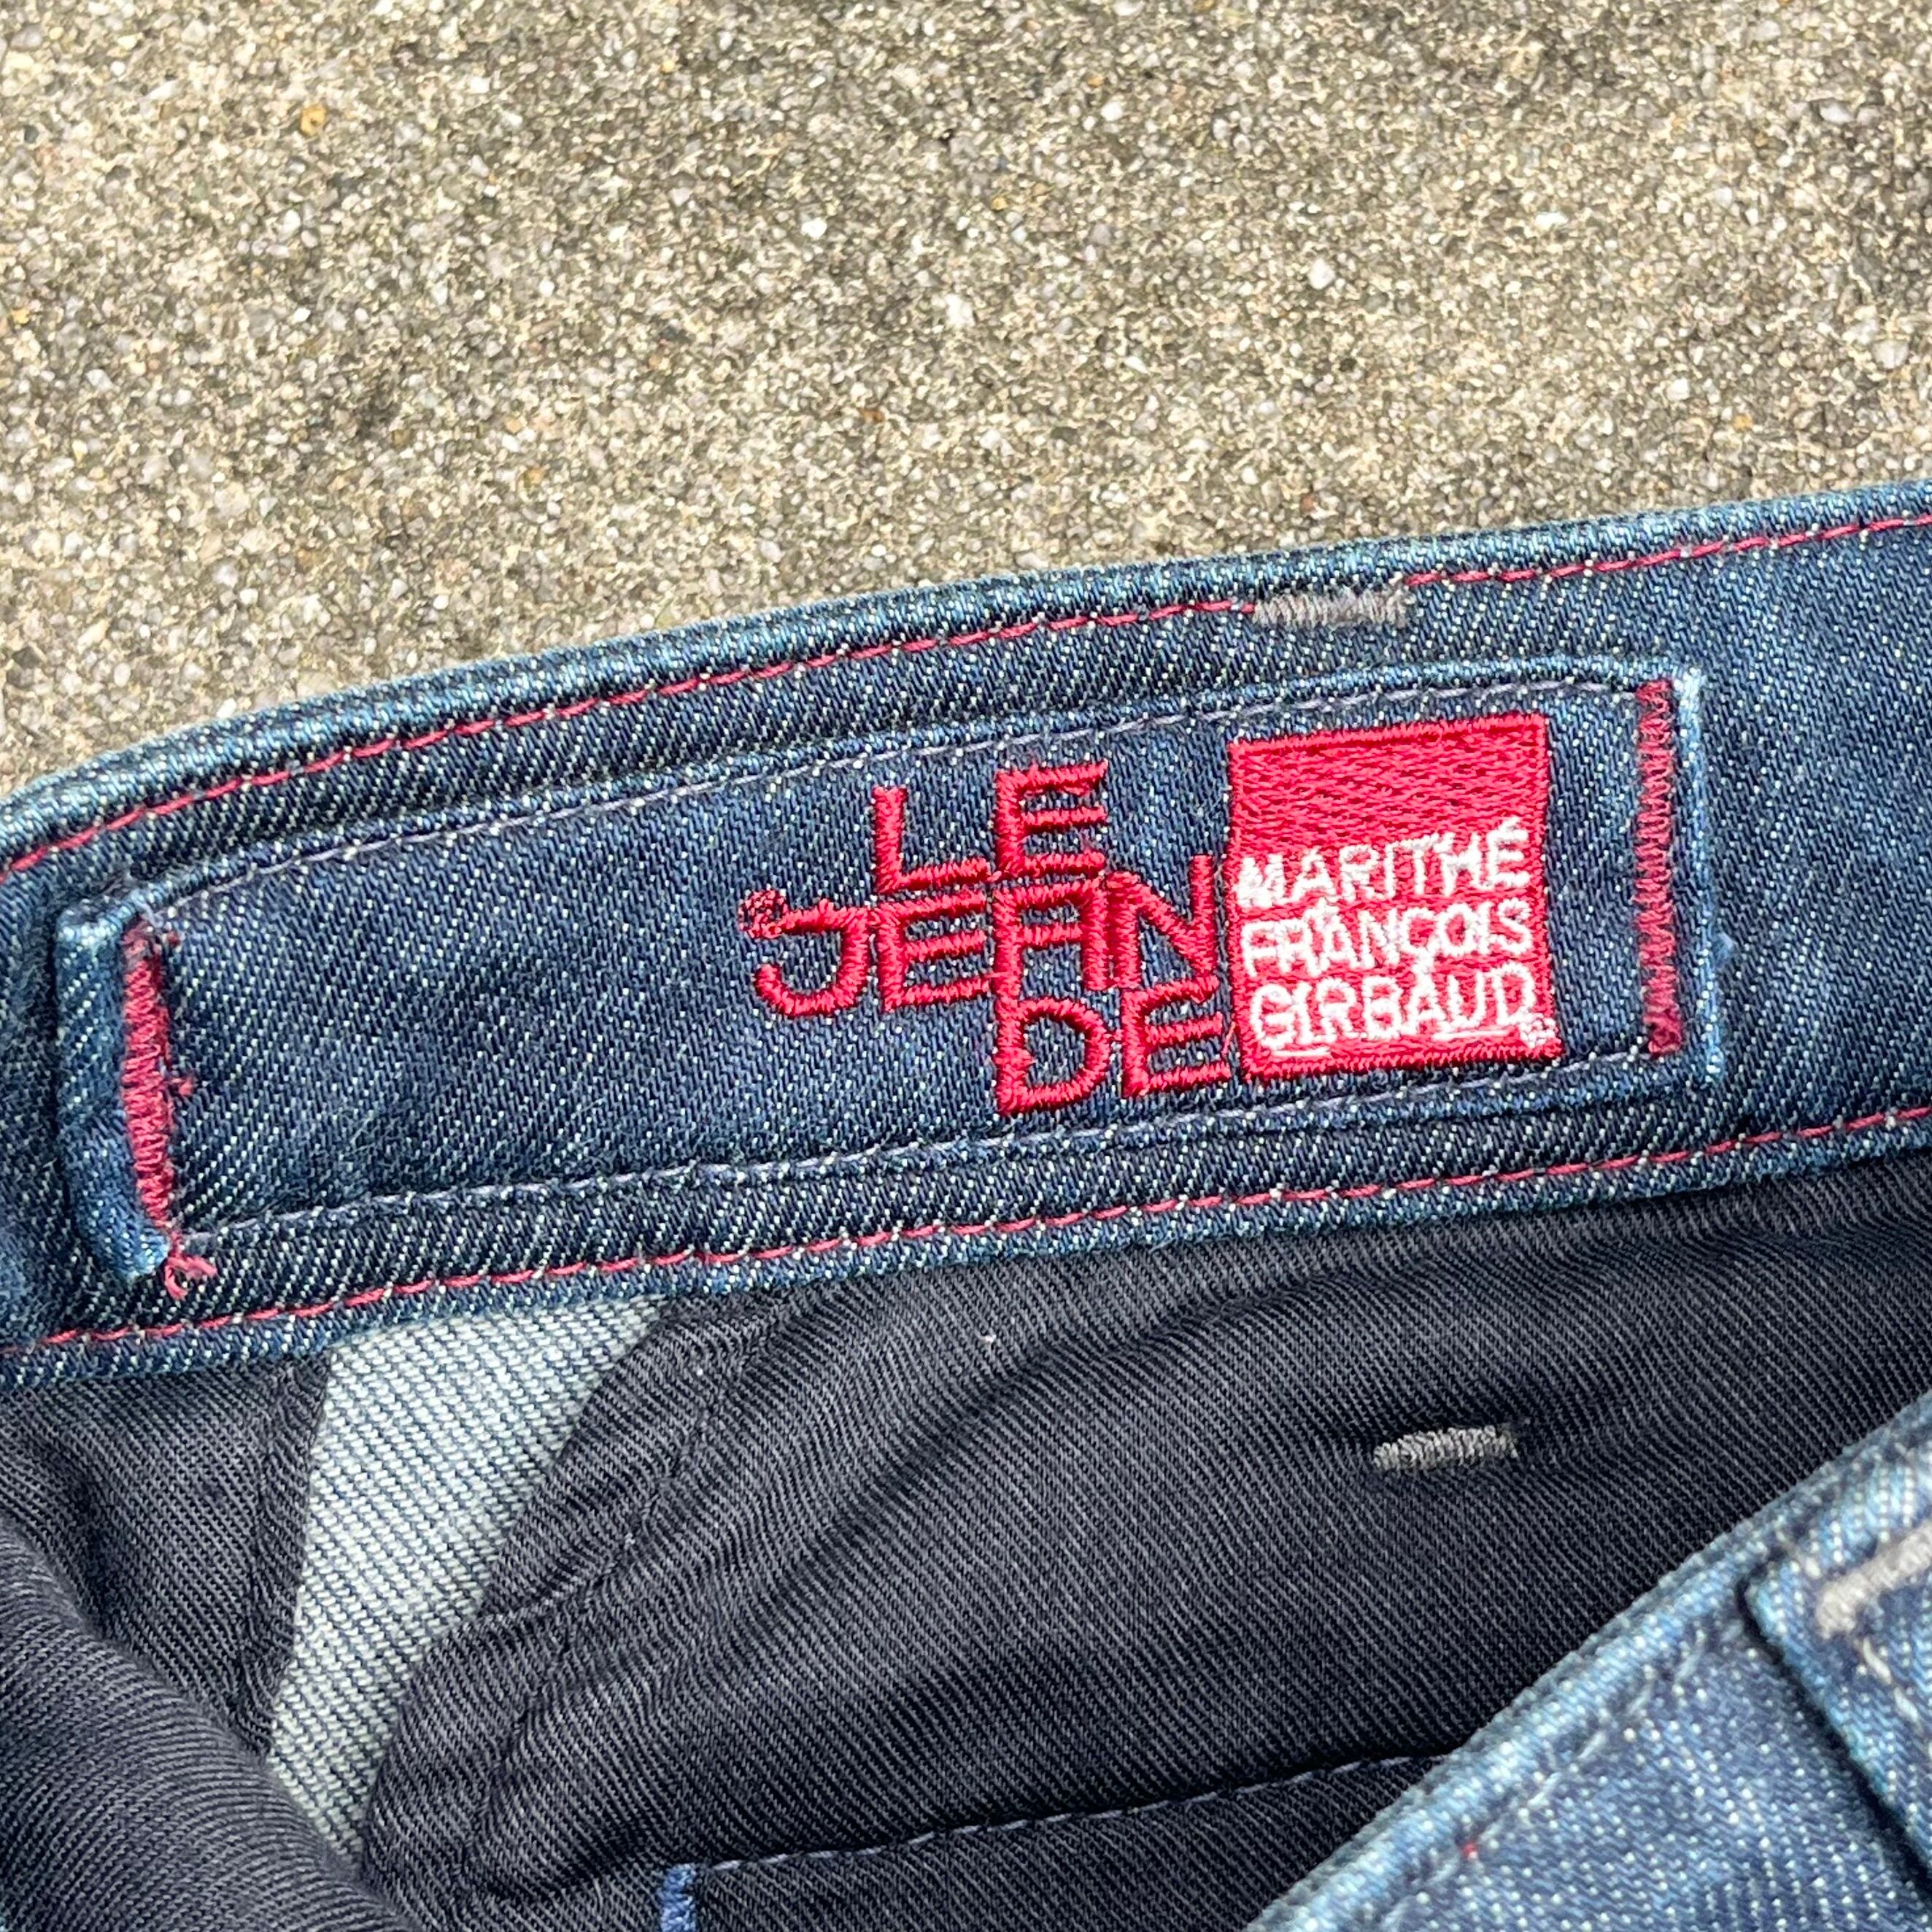 LE
JEAN
DE
MARITHÉ
FRANÇOIS
GIRBAUD